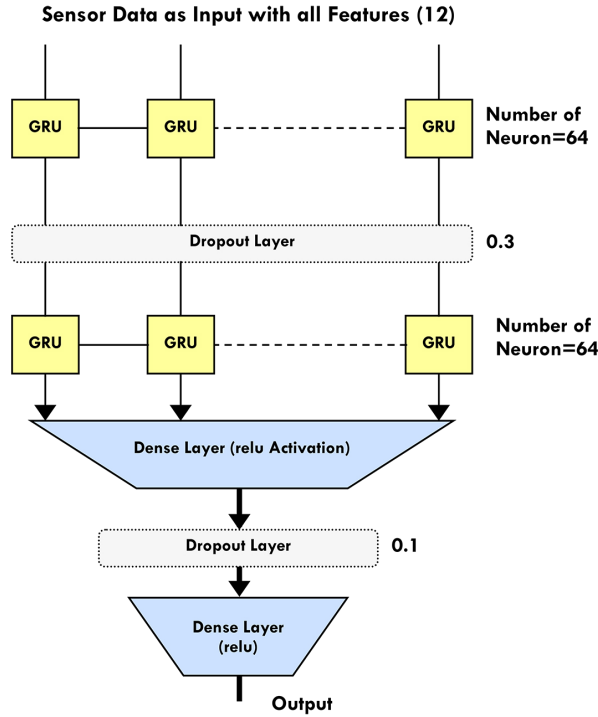 Sensor Data as Input with all Features (12)
GRU
GRU
GRU
Number of
Neuron=64
Dropout Layer
0.3
GRU
GRU
GRU
Number of
Neuron=64
Dense Layer (relu Activation)
Dropout Layer
0.1
Dense Layer
(relu)
Output